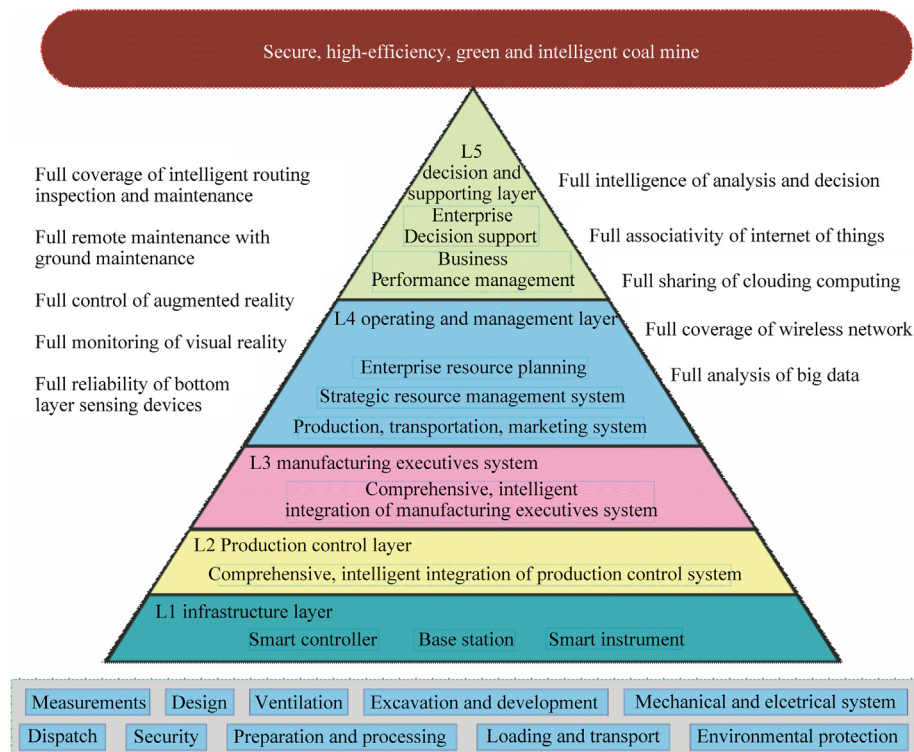 Secure, high-efficiency, green and intelligent coal mine
Full coverage of intelligent routing
inspection and maintenance
Full remote maintenance with
ground maintenance
Full control of augmented reality
Full monitoring of visual reality
Full reliability of bottom
layer sensing devices
L5
decision and
supporting layer
Enterprise
Decision support
Business
Performance management
L4 operating and management layer
Enterprise resource planning
Strategic resource management system
Production, transportation, marketing system
L3 manufacturing executives system
Comprehensive, intelligent
integration of manufacturing executives system
L2 Production control layer
Comprehensive, intelligent integration of production control system
L1 infrastructure layer
Smart controller Base station Smart instrument
Full intelligence of analysis and decision
Full associativity of internet of things
Full sharing of clouding computing
Full coverage of wireless network
Full analysis of big data
Measurements Design Ventilation Excavation and development Mechanical and elcetrical system
Dispatch Security Preparation and processing Loading and transport Environmental protection